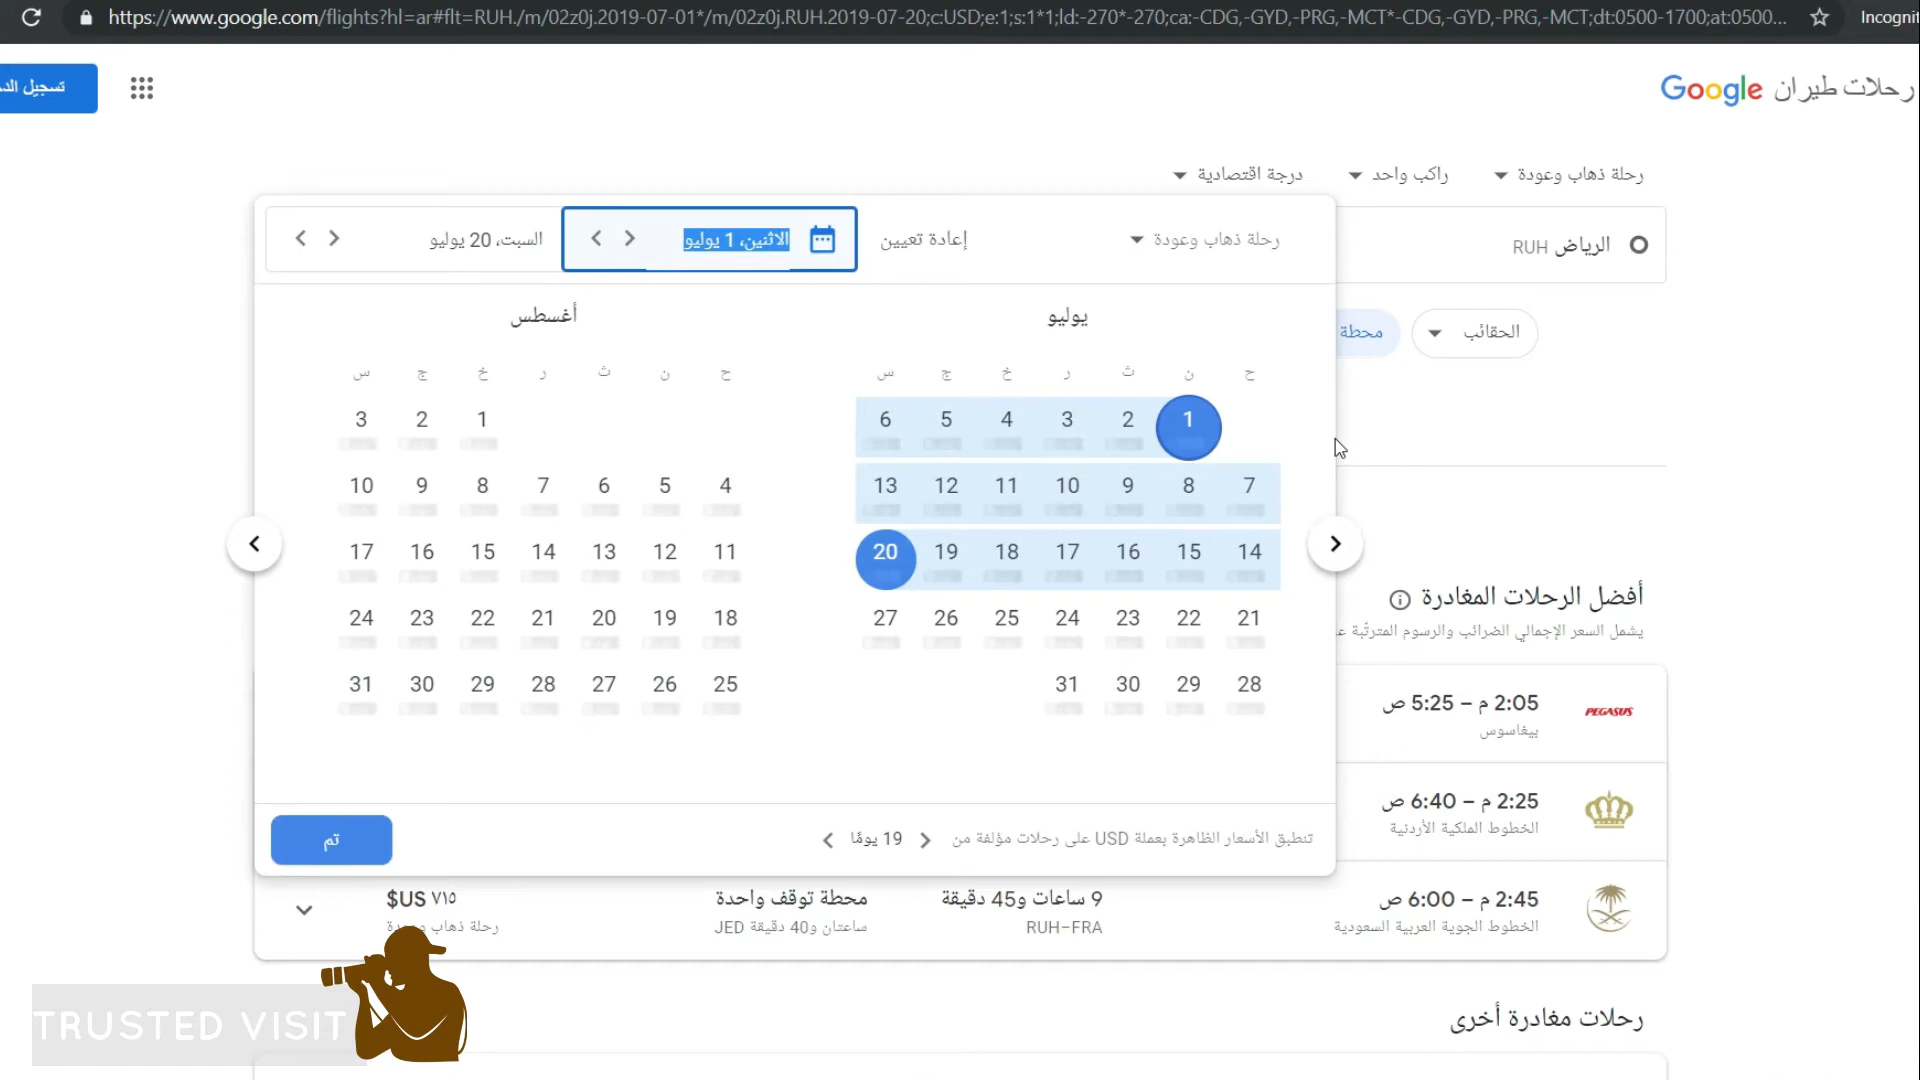 https://www.google.com/flights?hl=ar#flt=RUH./m/02z0j.2019-07-01*/m/02z0j.RUH.2019-07-20;c:USD;e:1;s:1*1;ld:-270*-270;ca:-CDG,-GYD,-PRG,-MCT*-CDG,-GYD,-PRG,-MCT;dt:0500-1700;at:0500...
Incognit
رحلات طيران Google
تسجيل الد
رحلة ذهاب وعودة
راكب واحد
درجة اقتصادية
الرياض RUH
رحلة ذهاب وعودة
إعادة تعيين
الاثنين، 1 يوليو
السبت، 20 يوليو
الحقائب
محطة
يوليو
ح ن ث ر خ ج س
1 2 3 4 5 6
7 8 9 10 11 12 13
14 15 16 17 18 19 20
21 22 23 24 25 26 27
28 29 30 31
أغسطس
ح ن ث ر خ ج س
1 2 3
4 5 6 7 8 9 10
11 12 13 14 15 16 17
18 19 20 21 22 23 24
25 26 27 28 29 30 31
تنطبق الأسعار الظاهرة بعملة USD على رحلات مؤلفة من
19 يومًا
تم
أفضل الرحلات المغادرة
يشمل السعر الإجمالي الضرائب والرسوم المترتّبة
PEGASUS
2:05 م – 5:25 ص
بيغاسوس
2:25 م – 6:40 ص
الخطوط الملكية الأردنية
2:45 م – 6:00 ص
الخطوط الجوية العربية السعودية
9 ساعات و45 دقيقة
RUH–FRA
محطة توقف واحدة
ساعتان و40 دقيقة JED
٧١٥ US$
رحلة ذهاب
رحلات مغادرة أخرى
TRUSTED VISIT